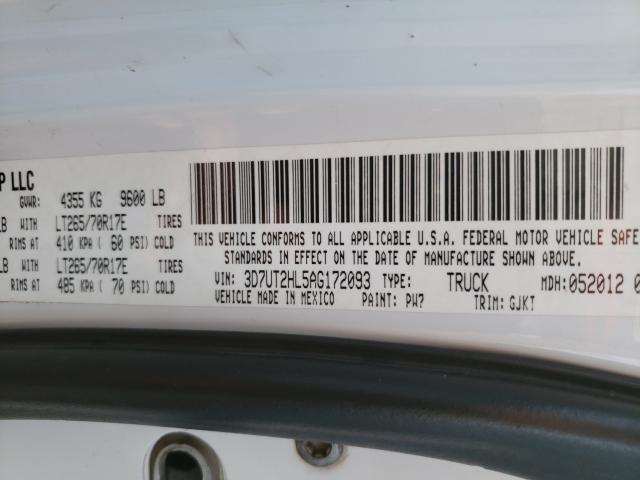 P LLC
GVWR: 4355 KG 9600 LB
LB WITH LT265/70R17E TIRES
RIMS AT 410 KPA ( 60 PSI) COLD
LB WITH LT265/70R17E TIRES
RIMS AT 485 KPA ( 70 PSI) COLD
THIS VEHICLE CONFORMS TO ALL APPLICABLE U.S.A. FEDERAL MOTOR VEHICLE SAFE
STANDARDS IN EFFECT ON THE DATE OF MANUFACTURE SHOWN ABOVE.
VIN: 3D7UT2HL5AG172093 TYPE: TRUCK MDH: 052012 0
VEHICLE MADE IN MEXICO PAINT: PW7 TRIM: GJKT